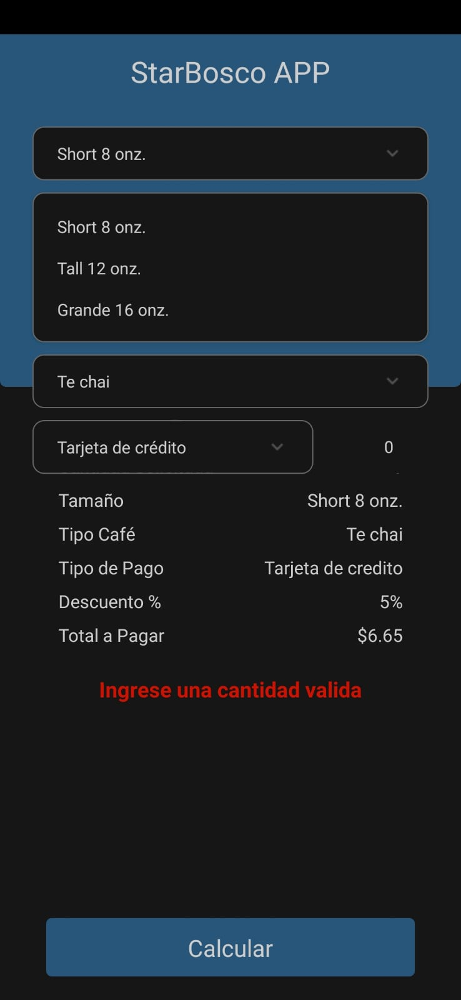 StarBosco APP
Short 8 onz.
Short 8 onz.
Tall 12 onz.
Grande 16 onz.
Te chai
Tarjeta de crédito
0
Tamaño Short 8 onz.
Tipo Café Te chai
Tipo de Pago Tarjeta de credito
Descuento % 5%
Total a Pagar $6.65
Ingrese una cantidad valida
Calcular